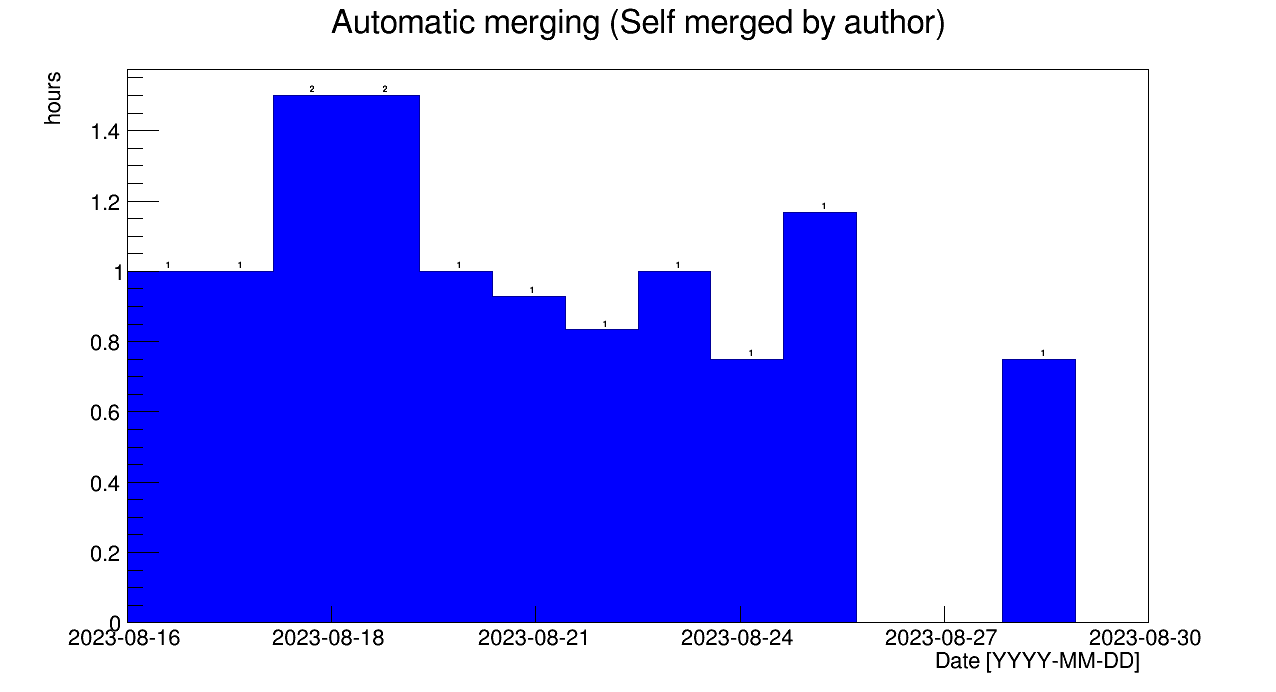 Automatic merging (Self merged by author)
hours
2 2
1.4
1.2
1
1 1 1 1
1
1
1
0.8
1 1
0.6
0.4
0.2
0
2023-08-16 2023-08-18 2023-08-21 2023-08-24 2023-08-27 2023-08-30
Date [YYYY-MM-DD]